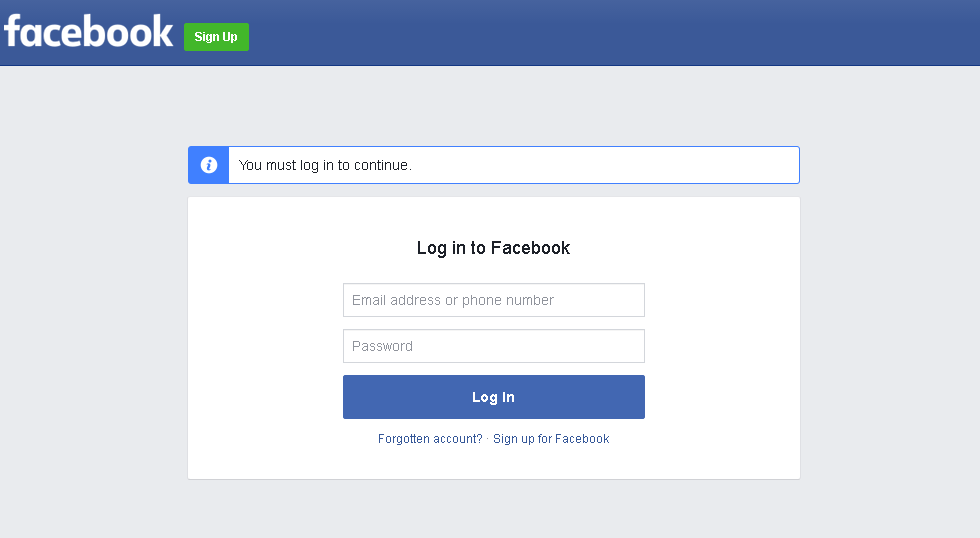 facebook
Sign Up
You must log in to continue.
Log in to Facebook
Email address or phone number
Password
Log In
Forgotten account? · Sign up for Facebook